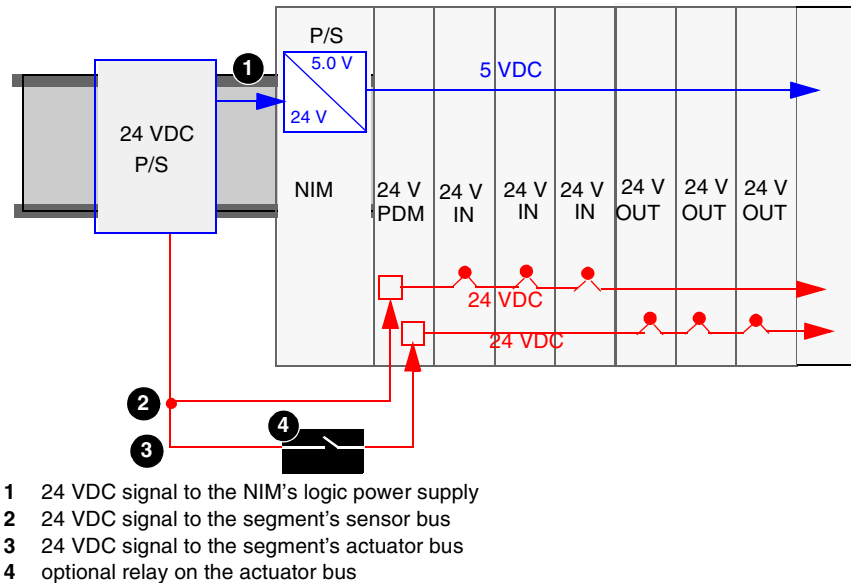 P/S
1
5.0 V
5 VDC
24 V
24 VDC
P/S
NIM
24 V
PDM
24 V
IN
24 V
IN
24 V
IN
24 V
OUT
24 V
OUT
24 V
OUT
24 VDC
24 VDC
2
4
3
1 24 VDC signal to the NIM's logic power supply
2 24 VDC signal to the segment's sensor bus
3 24 VDC signal to the segment's actuator bus
4 optional relay on the actuator bus